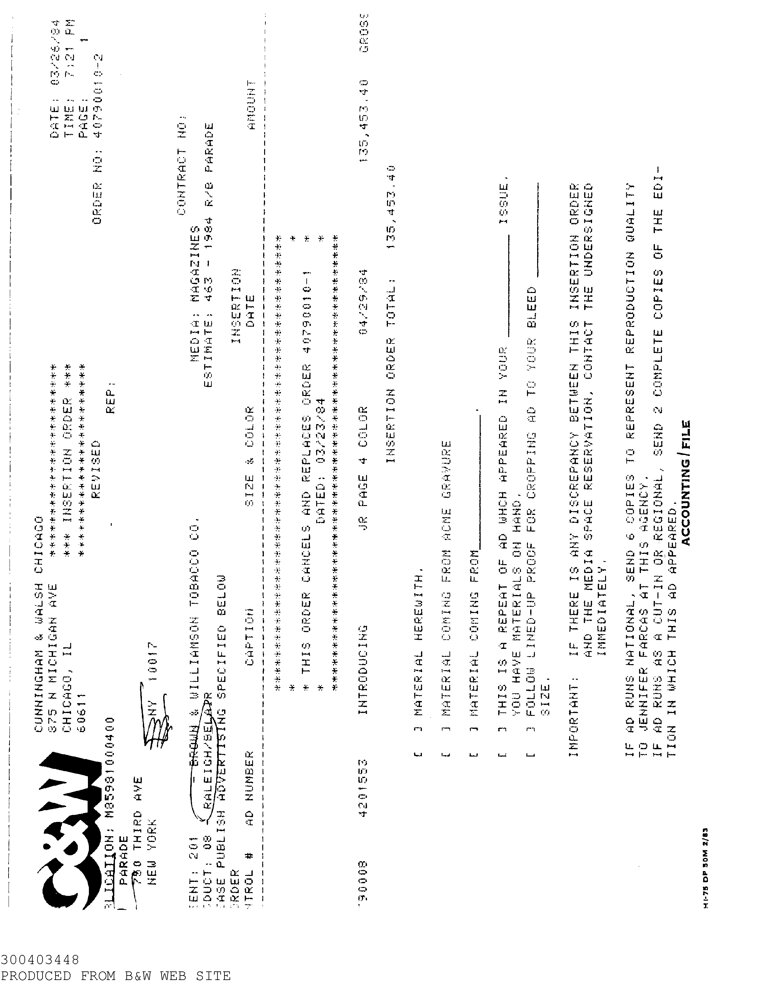 C&W
CUNNINGHAM & WALSH CHICAGO
875 N MICHIGAN AVE
CHICAGO, IL
60611
*******************************
*** INSERTION ORDER ***
*******************************
REVISED
DATE: 03/26/84
TIME: 7:21 PM
PAGE: 1
ORDER NO: 40790010-2
BLICATION: M85981000400 REP:
PARADE
750 THIRD AVE
NEW YORK NY 10017
CONTRACT NO:
IENT: 201 - BROWN & WILLIAMSON TOBACCO CO. MEDIA: MAGAZINES
DUCT: 08 - RALEIGH/BELAIR ESTIMATE: 463 - 1984 R/B PARADE
EASE PUBLISH ADVERTISING SPECIFIED BELOW
RDER INSERTION
NTROL # AD NUMBER CAPTION SIZE & COLOR DATE AMOUNT
************************************************************
* *
* THIS ORDER CANCELS AND REPLACES ORDER 40790010-1 *
* DATED: 03/23/84 *
************************************************************
790008 4201553 INTRODUCING JR PAGE 4 COLOR 04/29/84 135,453.40 GROSS
INSERTION ORDER TOTAL: 135,453.40
[ ] MATERIAL HEREWITH.
[ ] MATERIAL COMING FROM ACME GRAVURE
[ ] MATERIAL COMING FROM__________________.
[ ] THIS IS A REPEAT OF AD WHCH APPEARED IN YOUR ____________ ISSUE.
YOU HAVE MATERIALS ON HAND.
[ ] FOLLOW LINED-UP PROOF FOR CROPPING AD TO YOUR BLEED ____________
SIZE.
IMPORTANT: IF THERE IS ANY DISCREPANCY BETWEEN THIS INSERTION ORDER
AND THE MEDIA SPACE RESERVATION, CONTACT THE UNDERSIGNED
IMMEDIATELY.
IF AD RUNS NATIONAL, SEND 6 COPIES TO REPRESENT REPRODUCTION QUALITY
TO JENNIFER FARCAS AT THIS AGENCY.
IF AD RUNS AS A CUT-IN OR REGIONAL, SEND 2 COMPLETE COPIES OF THE EDI-
TION IN WHICH THIS AD APPEARED.
ACCOUNTING/FILE
HI-75 DP 50M 2/83
300403448
PRODUCED FROM B&W WEB SITE